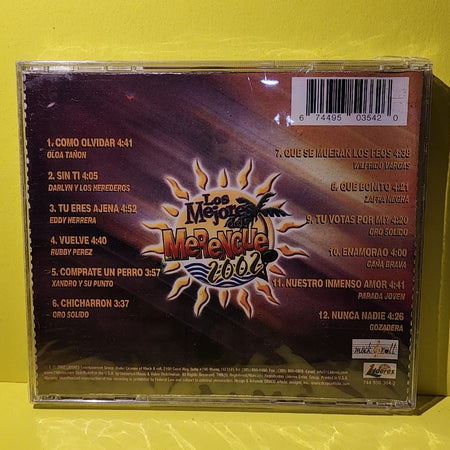 6 74495 03542 0
1. COMO OLVIDAR 4:41
OLGA TAÑON
2. SIN TI 4:05
DARLYN Y LOS HEREDEROS
3. TU ERES AJENA 4:52
EDDY HERRERA
4. VUELVE 4:40
RUBBY PEREZ
5. COMPRATE UN PERRO 3:57
XANDRO Y SU PUNTO
6. CHICHARRON 3:37
ORO SOLIDO
Los
Mejores
del
MERENGUE
2002
7. QUE SE MUERAN LOS FEOS 4:38
WILFRIDO VARGAS
8. QUE BONITO 4:21
ZAFRA NEGRA
9. TU VOTAS POR MI? 4:20
ORO SOLIDO
10. ENAMORAO 4:00
CAÑA BRAVA
11. NUESTRO INMENSO AMOR 4:41
PARADA JOVEN
12. NUNCA NADIE 4:26
GOZADERA
Líderes